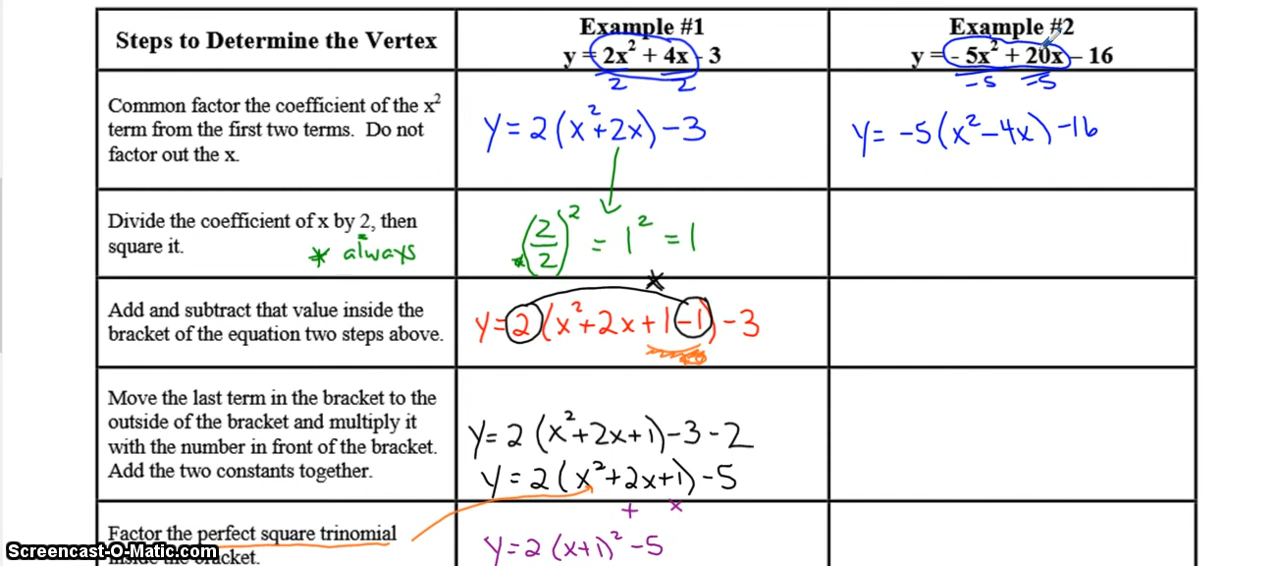 Steps to Determine the Vertex
Example #1
y = 2x² + 4x - 3
2 2
Example #2
y = - 5x² + 20x - 16
-5 -5
Common factor the coefficient of the x²
term from the first two terms. Do not
factor out the x.
y = 2(x²+2x) -3
y = -5(x²-4x) -16
Divide the coefficient of x by 2, then
square it.
* always
(2/2)² = 1² = 1
Add and subtract that value inside the
bracket of the equation two steps above.
y=2(x²+2x+1-1)-3
Move the last term in the bracket to the
outside of the bracket and multiply it
with the number in front of the bracket.
Add the two constants together.
y=2(x²+2x+1)-3-2
y=2(x²+2x+1)-5
+ x
Factor the perfect square trinomial
inside the bracket.
y=2(x+1)²-5
Screencast-O-Matic.com